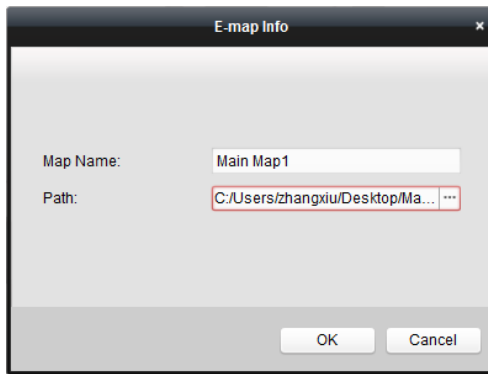 E-map Info
Map Name: Main Map1
Path: C:/Users/zhangxiu/Desktop/Ma... ...
OK Cancel